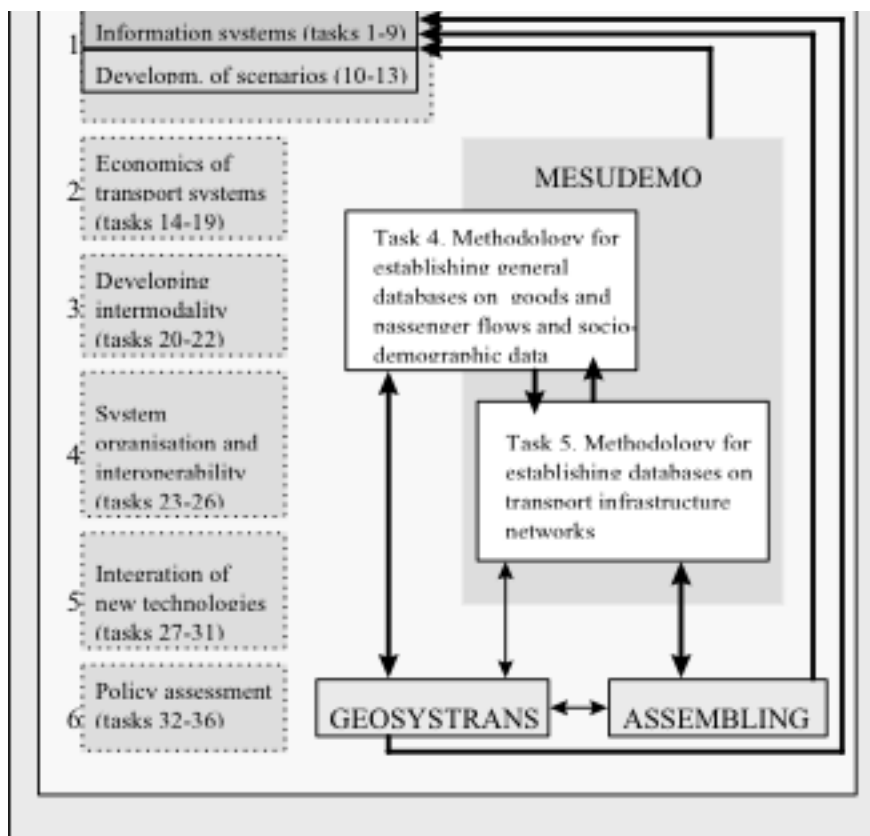 1
Information systems (tasks 1-9)
Developm. of scenarios (10-13)
2
Economics of
transport systems
(tasks 14-19)
3
Developing
intermodality
(tasks 20-22)
4
System
organisation and
interoperability
(tasks 23-26)
5
Integration of
new technologies
(tasks 27-31)
6
Policy assessment
(tasks 32-36)
MESUDEMO
Task 4. Methodology for
establishing general
databases on goods and
passenger flows and socio-
demographic data
Task 5. Methodology for
establishing databases on
transport infrastructure
networks
GEOSYSTRANS
ASSEMBLING